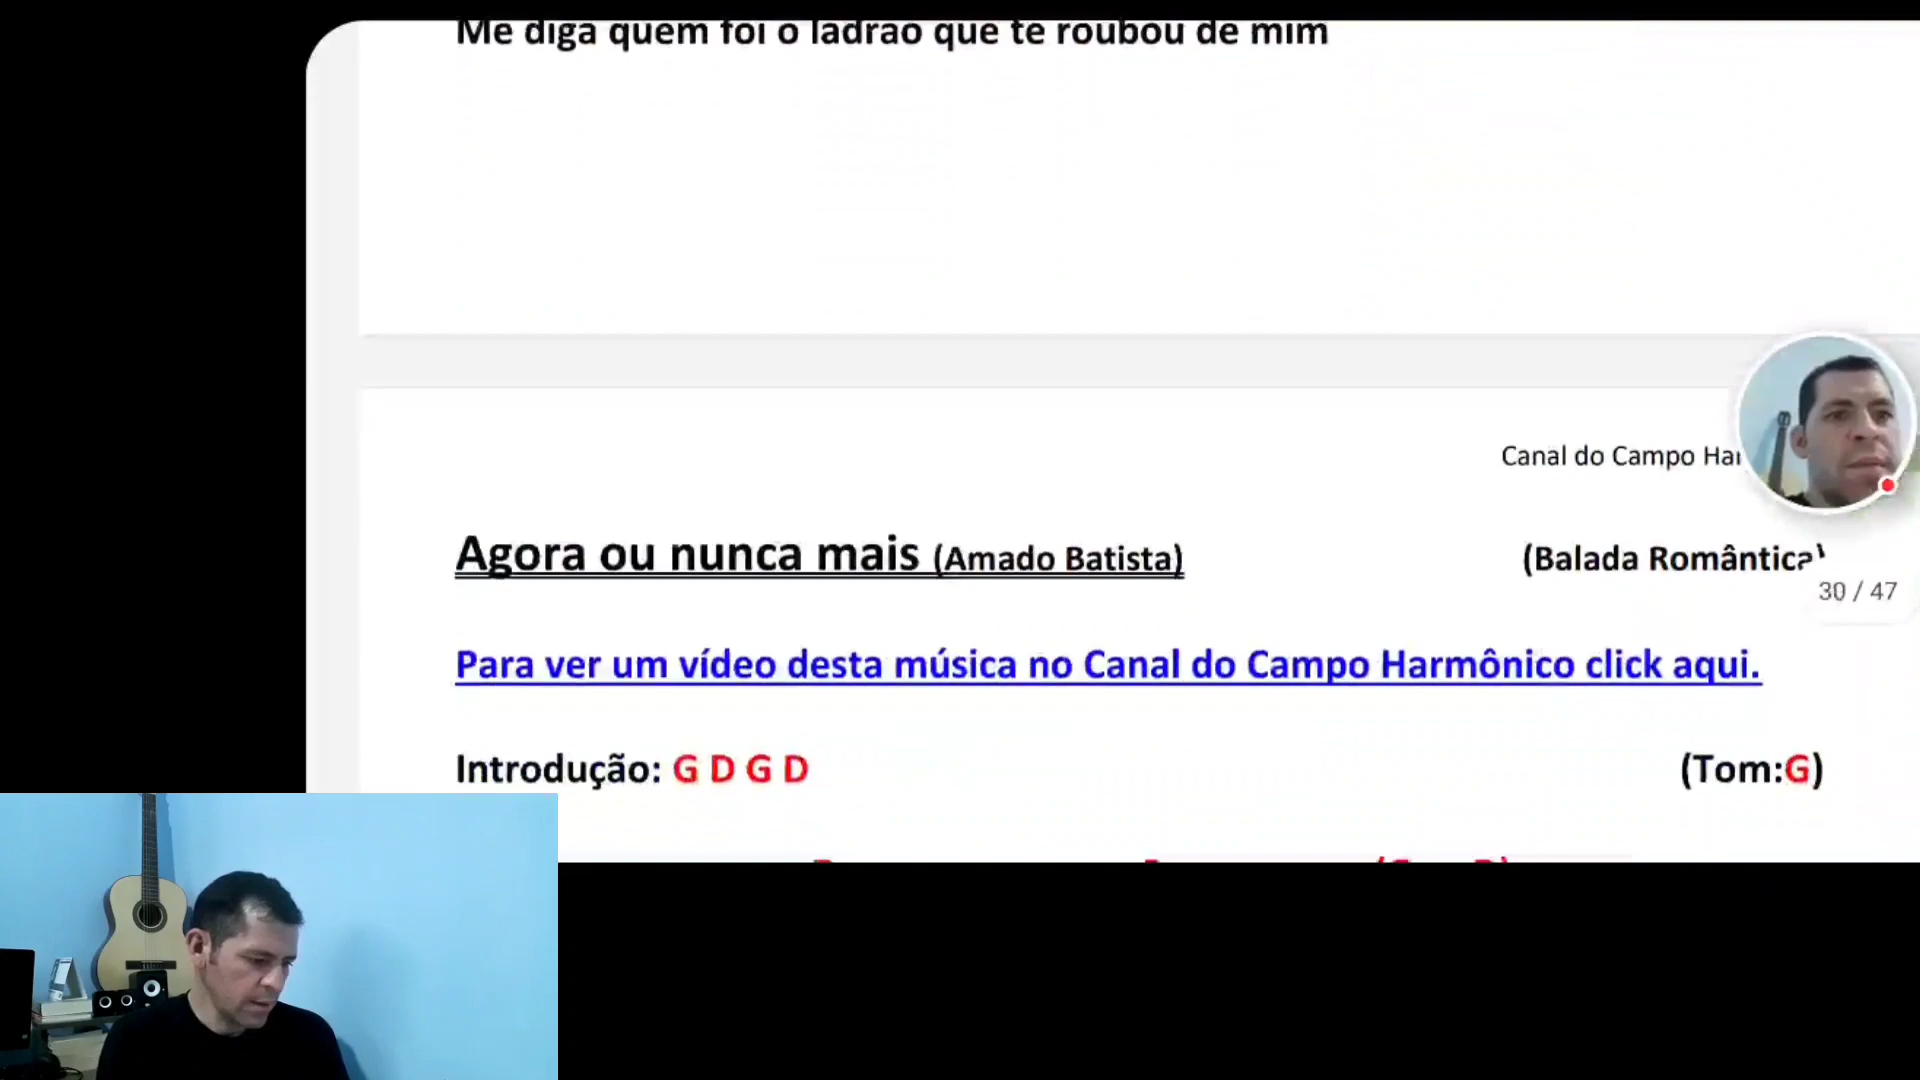 Me diga quem foi o ladrão que te roubou de mim
Canal do Campo
Agora ou nunca mais (Amado Batista) (Balada Romântica)
30 / 47
Para ver um vídeo desta música no Canal do Campo Harmônico click aqui.
Introdução: G D G D (Tom:G)